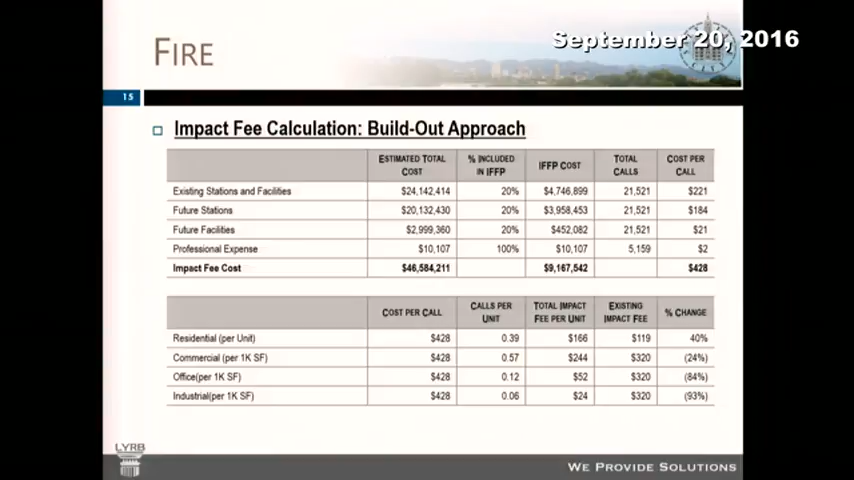 September 20, 2016
FIRE
15
Impact Fee Calculation: Build-Out Approach
ESTIMATED TOTAL COST % INCLUDED IN IFFP IFFP COST TOTAL CALLS COST PER CALL
Existing Stations and Facilities $24,142,414 20% $4,746,899 21,521 $221
Future Stations $20,132,430 20% $3,958,453 21,521 $184
Future Facilities $2,999,360 20% $452,082 21,521 $21
Professional Expense $10,107 100% $10,107 5,159 $2
Impact Fee Cost $46,584,211 $9,167,542 $428
COST PER CALL CALLS PER UNIT TOTAL IMPACT FEE PER UNIT EXISTING IMPACT FEE % CHANGE
Residential (per Unit) $428 0.39 $166 $119 40%
Commercial (per 1K SF) $428 0.57 $244 $320 (24%)
Office(per 1K SF) $428 0.12 $52 $320 (84%)
Industrial(per 1K SF) $428 0.06 $24 $320 (93%)
LYRB
WE PROVIDE SOLUTIONS